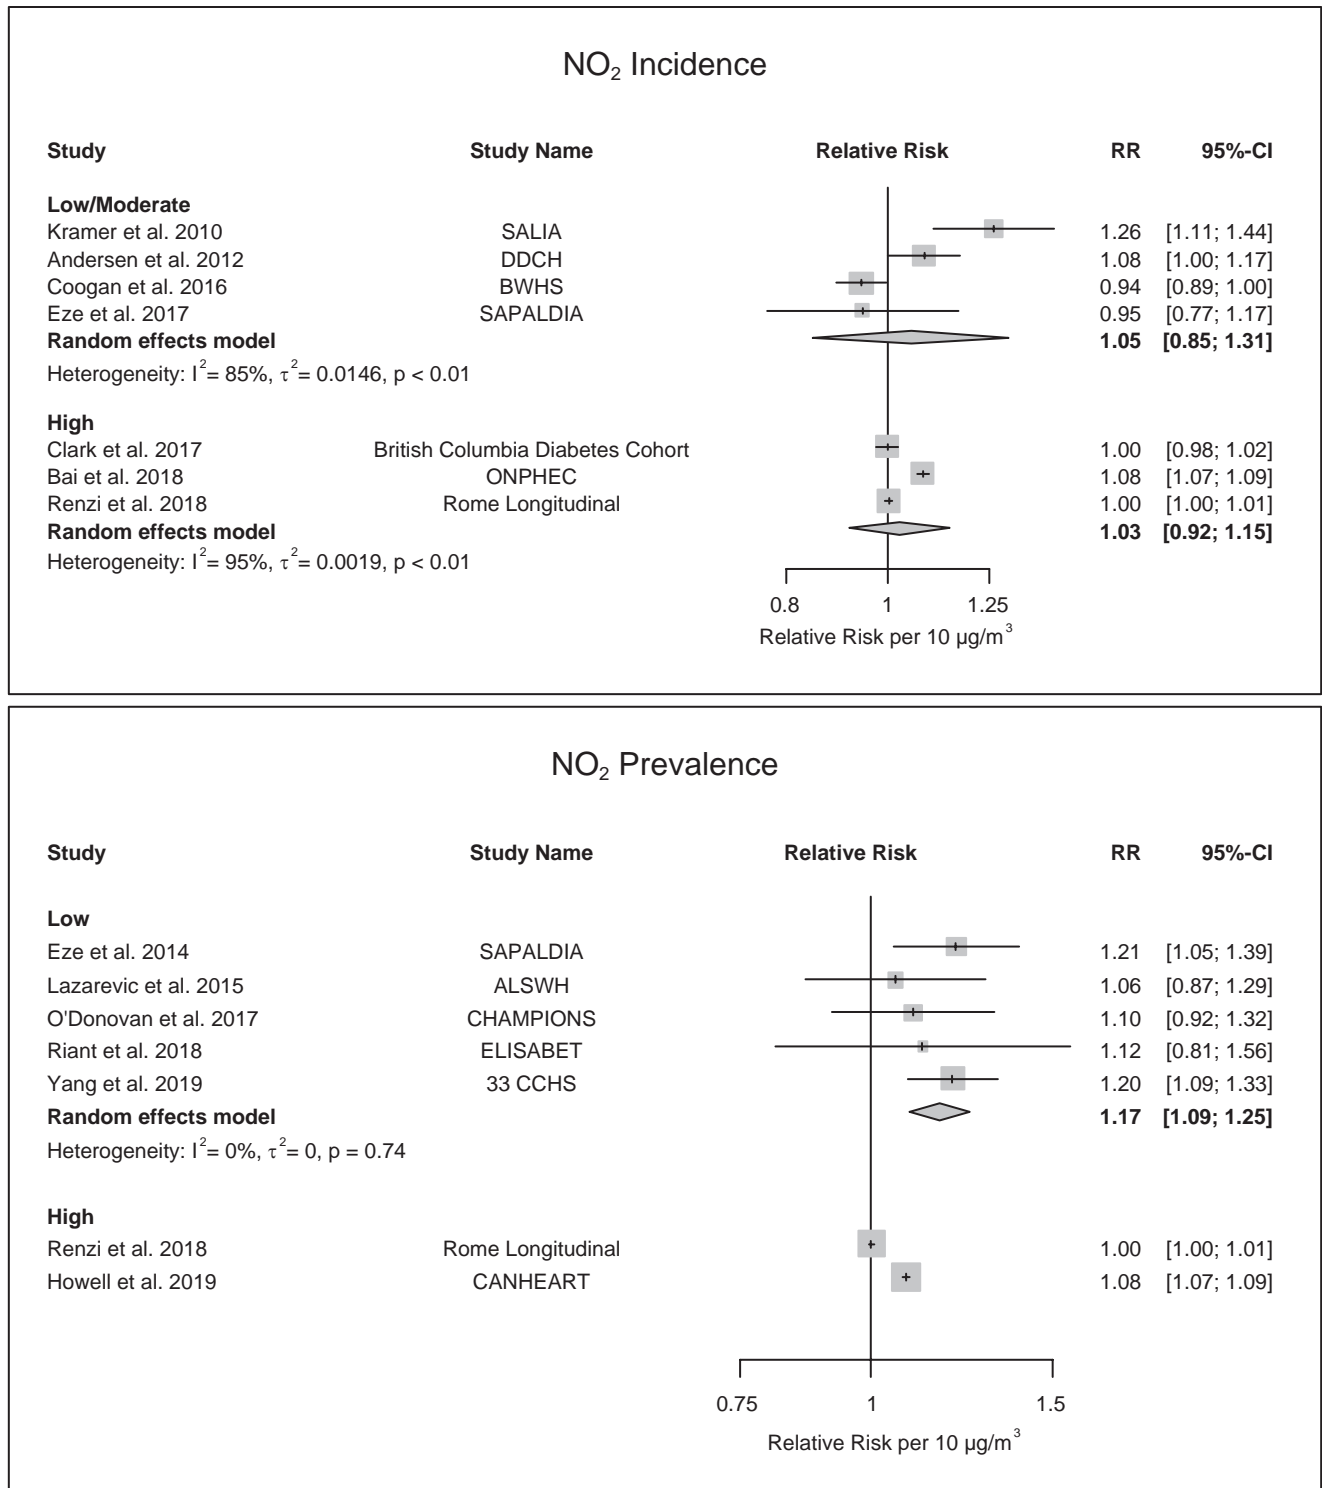 NO₂ Incidence
Study Study Name Relative Risk RR 95%-CI
Low/Moderate
Kramer et al. 2010 SALIA 1.26 [1.11; 1.44]
Andersen et al. 2012 DDCH 1.08 [1.00; 1.17]
Coogan et al. 2016 BWHS 0.94 [0.89; 1.00]
Eze et al. 2017 SAPALDIA 0.95 [0.77; 1.17]
Random effects model 1.05 [0.85; 1.31]
Heterogeneity: I² = 85%, τ² = 0.0146, p < 0.01
High
Clark et al. 2017 British Columbia Diabetes Cohort 1.00 [0.98; 1.02]
Bai et al. 2018 ONPHEC 1.08 [1.07; 1.09]
Renzi et al. 2018 Rome Longitudinal 1.00 [1.00; 1.01]
Random effects model 1.03 [0.92; 1.15]
Heterogeneity: I² = 95%, τ² = 0.0019, p < 0.01
0.8 1 1.25
Relative Risk per 10 µg/m³
NO₂ Prevalence
Study Study Name Relative Risk RR 95%-CI
Low
Eze et al. 2014 SAPALDIA 1.21 [1.05; 1.39]
Lazarevic et al. 2015 ALSWH 1.06 [0.87; 1.29]
O'Donovan et al. 2017 CHAMPIONS 1.10 [0.92; 1.32]
Riant et al. 2018 ELISABET 1.12 [0.81; 1.56]
Yang et al. 2019 33 CCHS 1.20 [1.09; 1.33]
Random effects model 1.17 [1.09; 1.25]
Heterogeneity: I² = 0%, τ² = 0, p = 0.74
High
Renzi et al. 2018 Rome Longitudinal 1.00 [1.00; 1.01]
Howell et al. 2019 CANHEART 1.08 [1.07; 1.09]
0.75 1 1.5
Relative Risk per 10 µg/m³